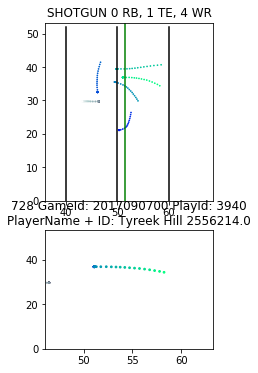 SHOTGUN 0 RB, 1 TE, 4 WR
50
40
30
20
10
0
40 50 60
728 GameId: 2017090700 PlayId: 3940
PlayerName + ID: Tyreek Hill 2556214.0
40
20
0
50 55 60